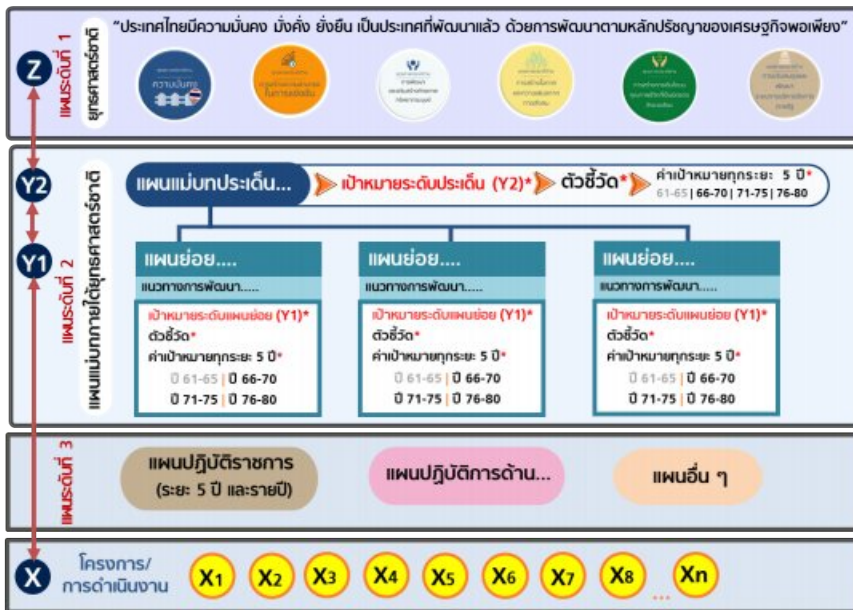 แผนระดับที่ 1
ยุทธศาสตร์ชาติ
"ประเทศไทยมีความมั่นคง มั่งคั่ง ยั่งยืน เป็นประเทศที่พัฒนาแล้ว ด้วยการพัฒนาตามหลักปรัชญาของเศรษฐกิจพอเพียง"
Z
ความมั่นคง
ในการแข่งขัน
แผนระดับที่ 2
แผนแม่บทภายใต้ยุทธศาสตร์ชาติ
Y2
แผนแม่บทประเด็น...
เป้าหมายระดับประเด็น (Y2)*
ตัวชี้วัด*
ค่าเป้าหมายทุกระยะ 5 ปี*
61-65 | 66-70 | 71-75 | 76-80
Y1
แผนย่อย....
แนวทางการพัฒนา.....
เป้าหมายระดับแผนย่อย (Y1)*
ตัวชี้วัด*
ค่าเป้าหมายทุกระยะ 5 ปี*
ปี 61-65 | ปี 66-70
ปี 71-75 | ปี 76-80
แผนย่อย....
แนวทางการพัฒนา.....
เป้าหมายระดับแผนย่อย (Y1)*
ตัวชี้วัด*
ค่าเป้าหมายทุกระยะ 5 ปี*
ปี 61-65 | ปี 66-70
ปี 71-75 | ปี 76-80
แผนย่อย....
แนวทางการพัฒนา.....
เป้าหมายระดับแผนย่อย (Y1)*
ตัวชี้วัด*
ค่าเป้าหมายทุกระยะ 5 ปี*
ปี 61-65 | ปี 66-70
ปี 71-75 | ปี 76-80
แผนระดับที่ 3
แผนปฏิบัติราชการ
(ระยะ 5 ปี และรายปี)
แผนปฏิบัติการด้าน...
แผนอื่น ๆ
X
โครงการ/
การดำเนินงาน
X1 X2 X3 X4 X5 X6 X7 X8 ... Xn